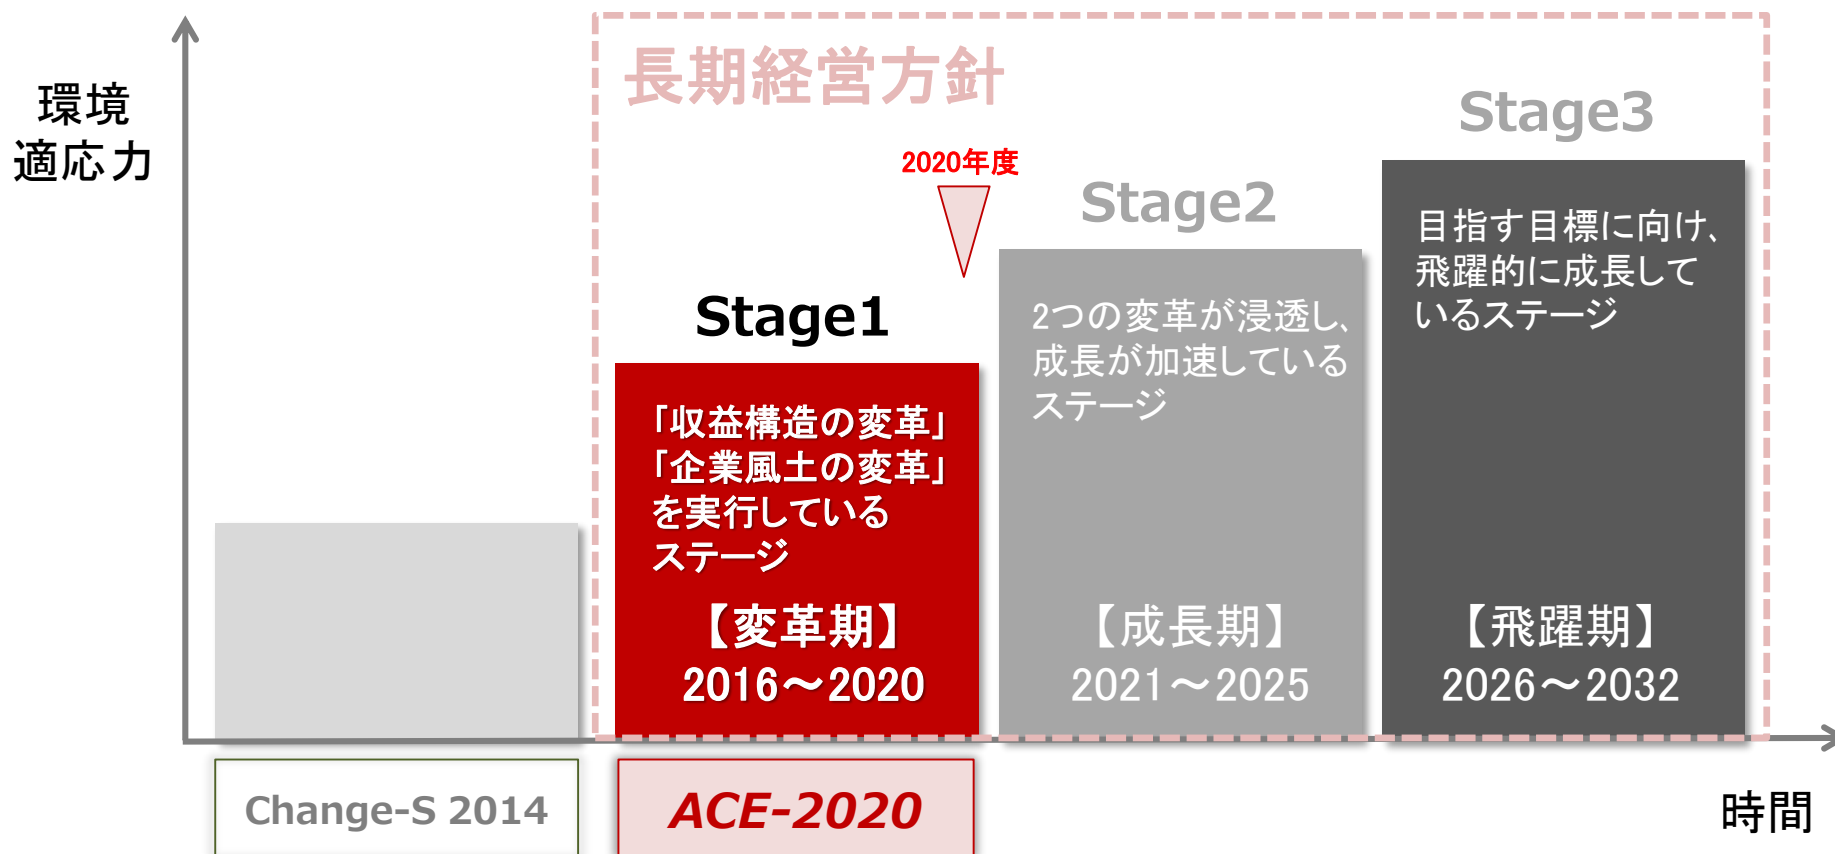 長期経営方針
環境
適応力
2020年度
Stage1
「収益構造の変革」
「企業風土の変革」
を実行している
ステージ
【変革期】
2016～2020
Stage2
2つの変革が浸透し、
成長が加速している
ステージ
【成長期】
2021～2025
Stage3
目指す目標に向け、
飛躍的に成長して
いるステージ
【飛躍期】
2026～2032
Change-S 2014
ACE-2020
時間